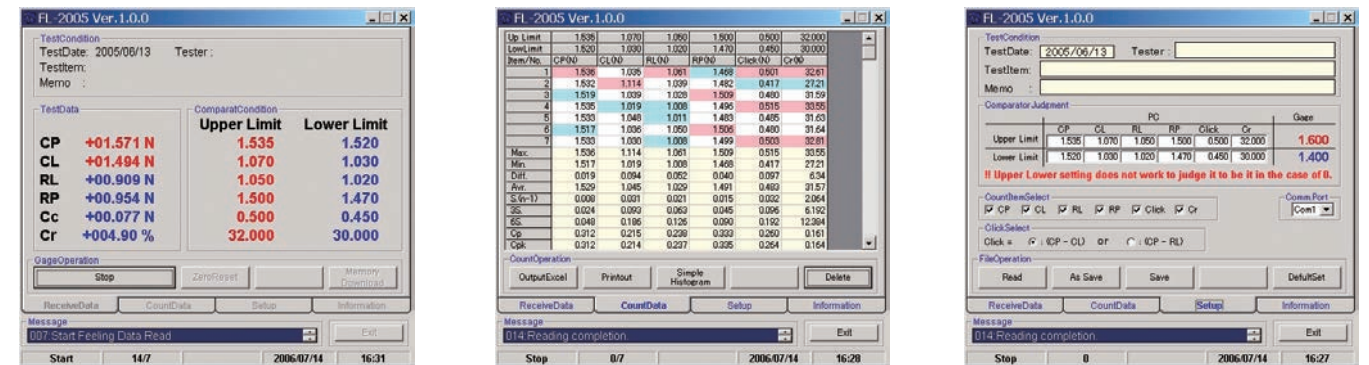 FL-2005 Ver.1.0.0
TestCondition
TestDate: 2005/06/13 Tester :
TestItem:
Memo :
TestData
ComparatCondition
Upper Limit Lower Limit
CP +01.571 N 1.535 1.520
CL +01.494 N 1.070 1.030
RL +00.909 N 1.050 1.020
RP +00.954 N 1.500 1.470
Cc +00.077 N 0.500 0.450
Cr +004.90 % 32.000 30.000
GageOperation
Stop ZeroReset Memory Download
ReceiveData CountData Setup Information
Message
007:Start Feeling Data Read Exit
Start 14/7 2006/07/14 16:31
FL-2005 Ver.1.0.0
Up Limit 1.535 1.070 1.050 1.500 0.500 32.000
LowLimit 1.520 1.030 1.020 1.470 0.450 30.000
Item/No. CP(N) CL(N) RL(N) RP(N) Click(N) Cr(%)
1 1.536 1.035 1.061 1.468 0.501 32.61
2 1.532 1.114 1.039 1.482 0.417 27.21
3 1.519 1.039 1.028 1.509 0.480 31.59
4 1.535 1.019 1.008 1.495 0.515 33.55
5 1.533 1.048 1.011 1.483 0.485 31.63
6 1.517 1.036 1.050 1.506 0.480 31.64
7 1.533 1.030 1.008 1.499 0.503 32.81
Max. 1.536 1.114 1.061 1.509 0.515 33.55
Min. 1.517 1.019 1.008 1.468 0.417 27.21
Diff. 0.019 0.094 0.052 0.040 0.097 6.34
Avr. 1.529 1.045 1.029 1.491 0.483 31.57
S.(n-1) 0.008 0.031 0.021 0.015 0.032 2.064
3S. 0.024 0.093 0.063 0.045 0.096 6.192
6S. 0.048 0.186 0.126 0.090 0.192 12.384
Cp 0.312 0.215 0.238 0.333 0.260 0.161
Cpk 0.312 0.214 0.237 0.335 0.264 0.164
CountOperation
OutputExcel Printout Simple Histogram Delete
ReceiveData CountData Setup Information
Message
014:Reading completion. Exit
Stop 0/7 2006/07/14 16:28
FL-2005 Ver.1.0.0
TestCondition
TestDate: 2005/06/13 Tester :
TestItem:
Memo :
Comparator Judgment
PC Gage
CP CL RL RP Click Cr
Upper Limit 1.535 1.070 1.050 1.500 0.500 32.000 1.600
Lower Limit 1.520 1.030 1.020 1.470 0.450 30.000 1.400
!! Upper Lower setting does not work to judge it to be it in the case of 0.
CountItemSelect
CP CL RL RP Click Cr
Comm.Port
Com1
ClickSelect
Click = : (CP - CL) or : (CP - RL)
FileOperation
Read As Save Save DefultSet
ReceiveData CountData Setup Information
Message
014:Reading completion. Exit
Stop 0 2006/07/14 16:27